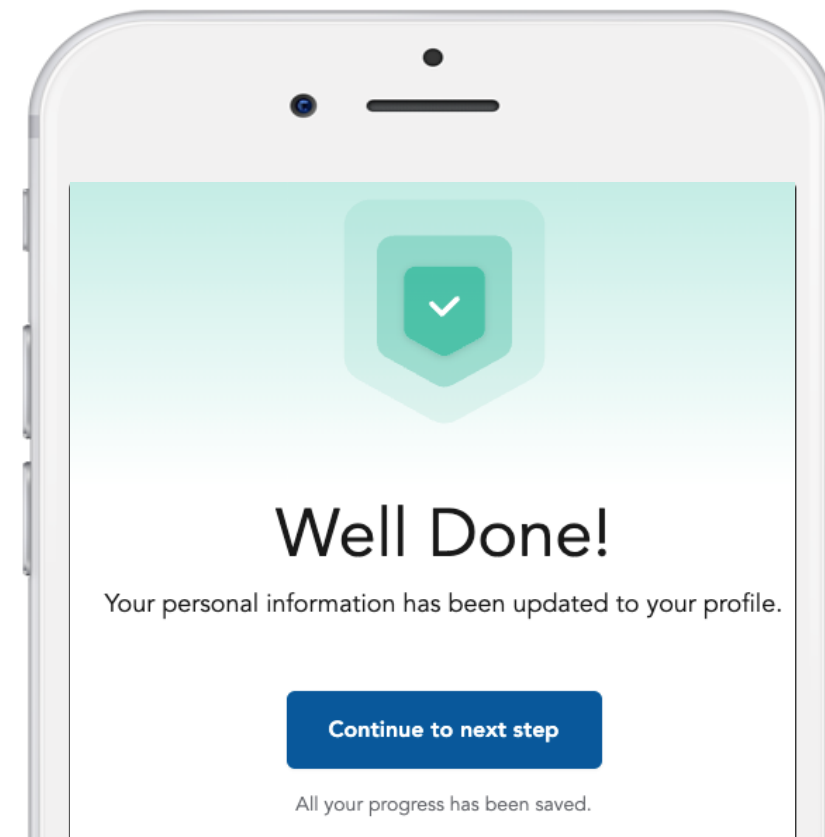 Well Done!
Your personal information has been updated to your profile.
Continue to next step
All your progress has been saved.